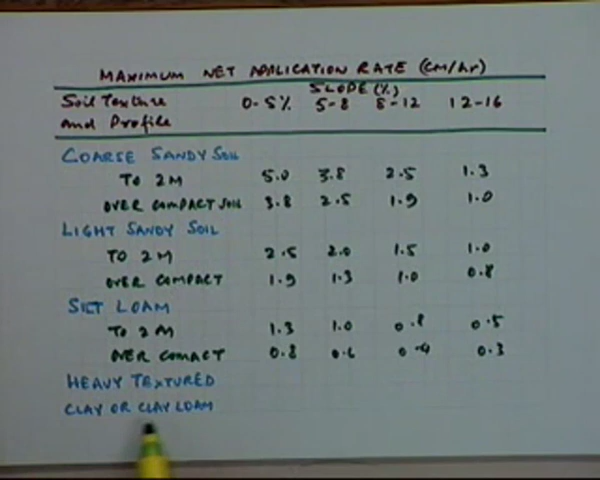 MAXIMUM NET APPLICATION RATE (cm/hr)
SLOPE (%)
Soil Texture 0-5% 5-8 8-12 12-16
and Profile
COARSE SANDY SOIL
TO 2M 5.0 3.8 2.5 1.3
OVER COMPACT SOIL 3.8 2.5 1.9 1.0
LIGHT SANDY SOIL
TO 2M 2.5 2.0 1.5 1.0
OVER COMPACT 1.9 1.3 1.0 0.8
SILT LOAM
TO 2M 1.3 1.0 0.8 0.5
OVER COMACT 0.8 0.6 0.4 0.3
HEAVY TEXTURED
CLAY OR CLAY LOAM